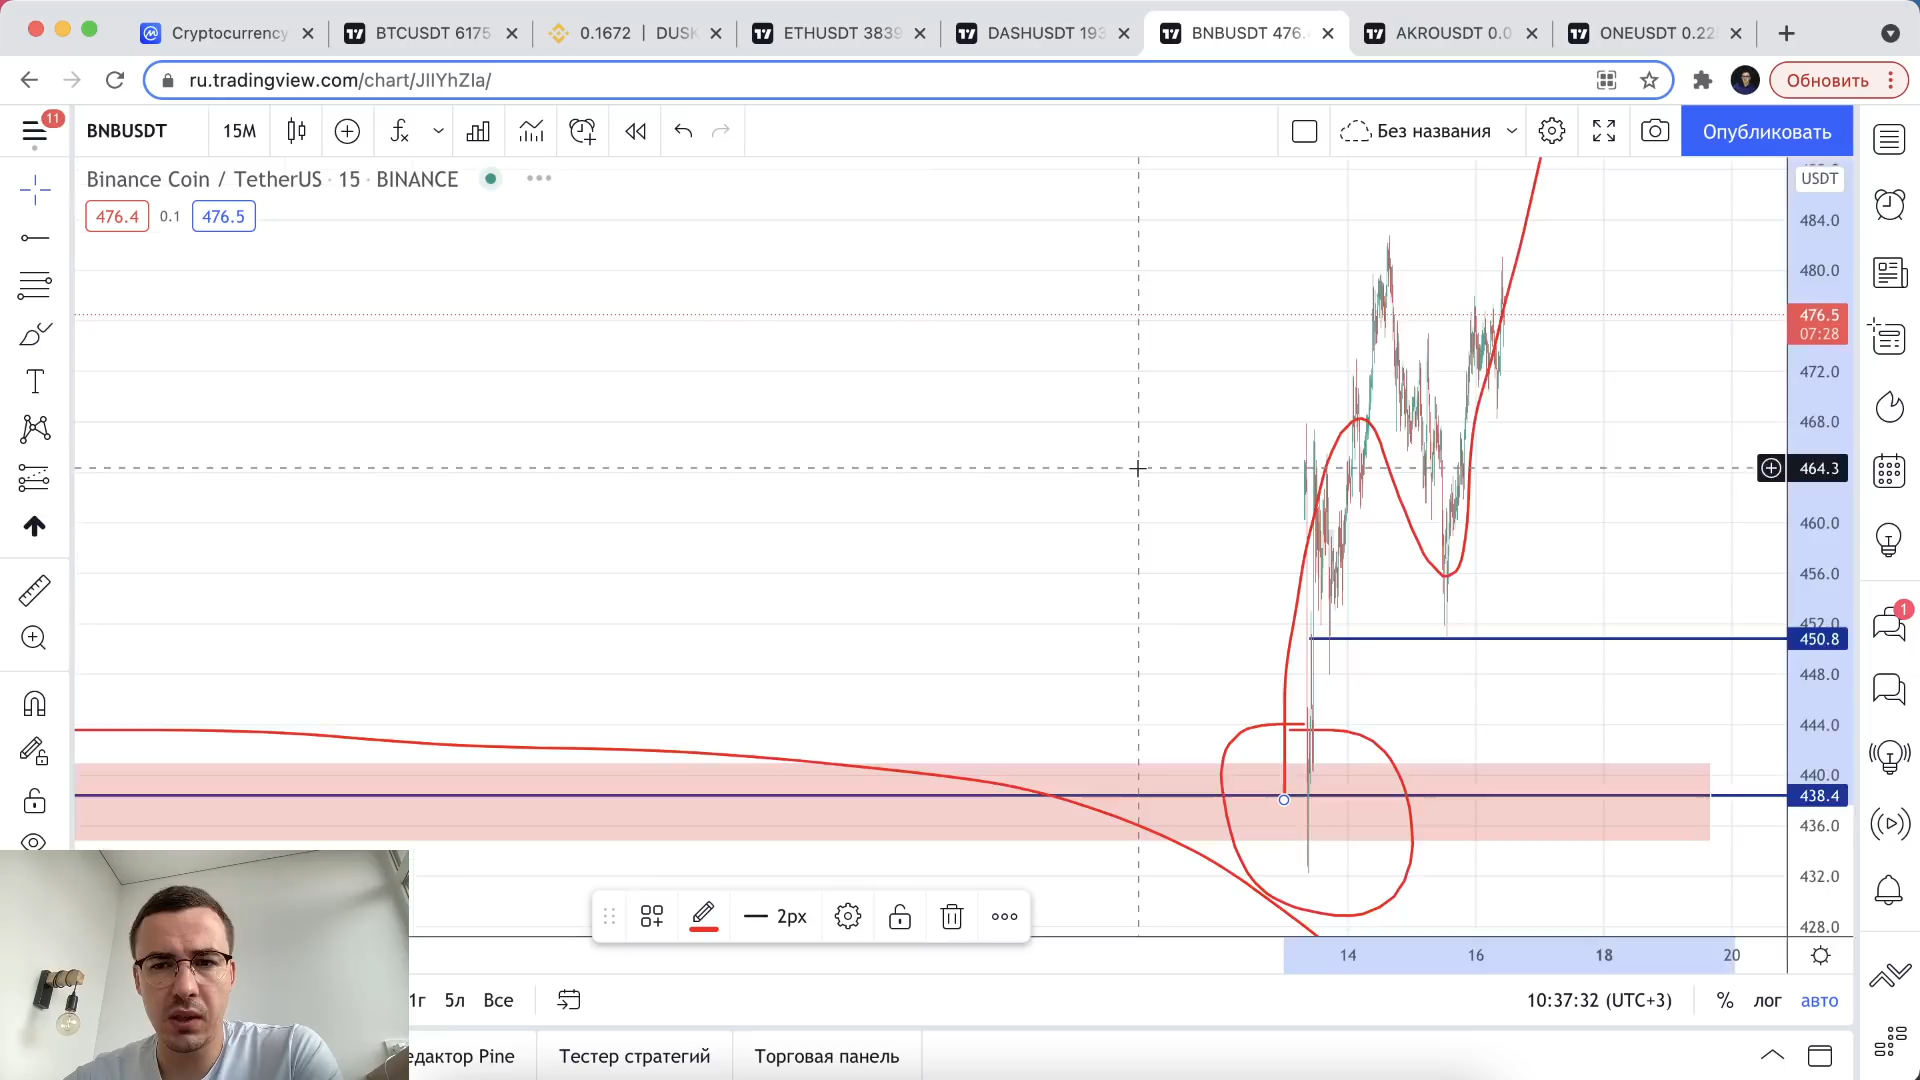 Cryptocurrency
BTCUSDT 6175
0.1672 | DUSK
ETHUSDT 3839
DASHUSDT 193
BNBUSDT 476.
AKROUSDT 0.0
ONEUSDT 0.22
ru.tradingview.com/chart/JIlYhZla/
Обновить
11
BNBUSDT
15М
Без названия
Опубликовать
Binance Coin / TetherUS · 15 · BINANCE
USDT
476.4
0.1
476.5
484.0
480.0
476.5
07:28
472.0
468.0
464.3
460.0
456.0
452.0
450.8
448.0
444.0
440.0
438.4
436.0
432.0
428.0
1
2px
14
16
18
20
1г
5л
Все
10:37:32 (UTC+3)
%
лог
авто
едактор Pine
Тестер стратегий
Торговая панель